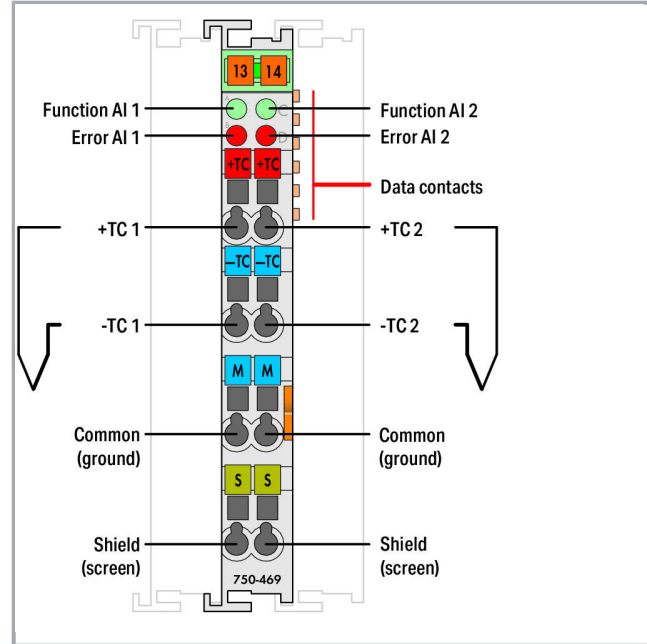 13 14
A C
Function AI 1 Function AI 2
B D
Error AI 1 Error AI 2
+TC +TC
Data contacts
+TC 1 +TC 2
–TC –TC
-TC 1 -TC 2
M M
Common Common
(ground) (ground)
S S
Shield Shield
(screen) (screen)
750-469